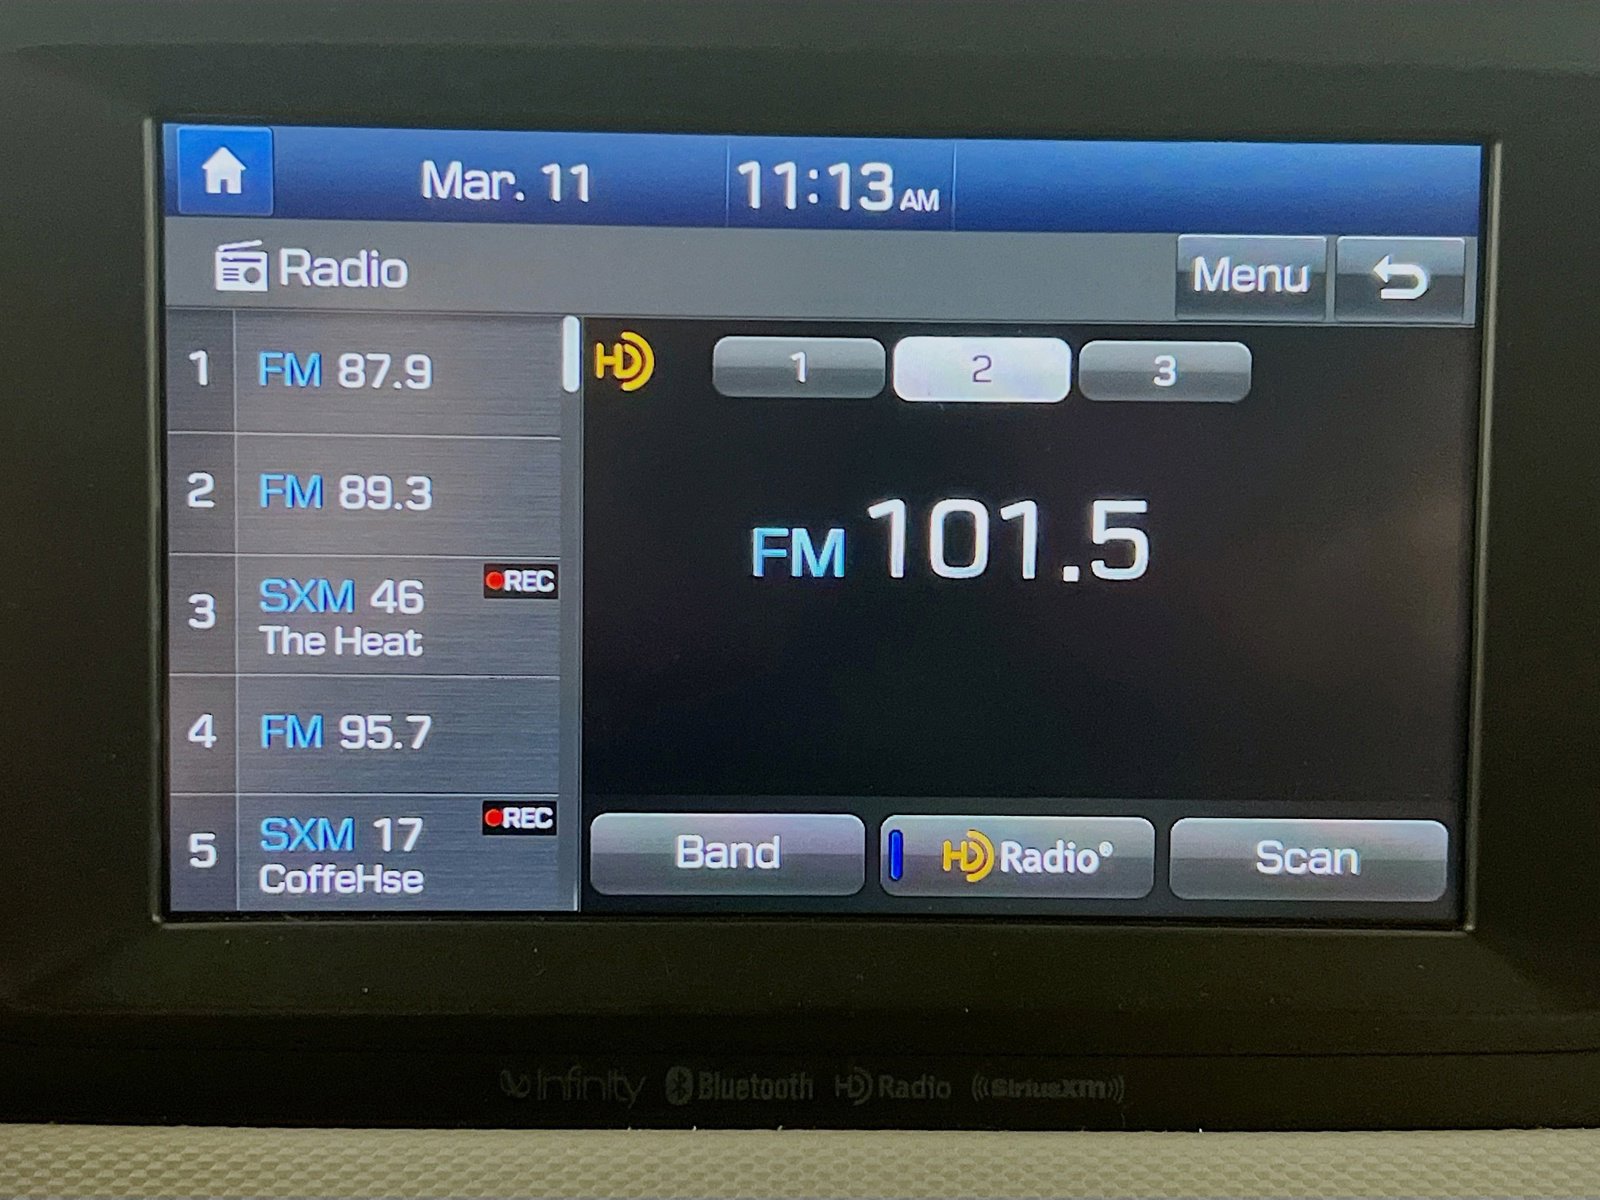 Mar. 11 11:13 AM
Radio Menu
1 FM 87.9
2 FM 89.3
3 SXM 46 REC
The Heat
4 FM 95.7
5 SXM 17 REC
CoffeHse
HD 1 2 3
FM 101.5
Band HD Radio® Scan
Infinity Bluetooth HD Radio ((SiriusXM))